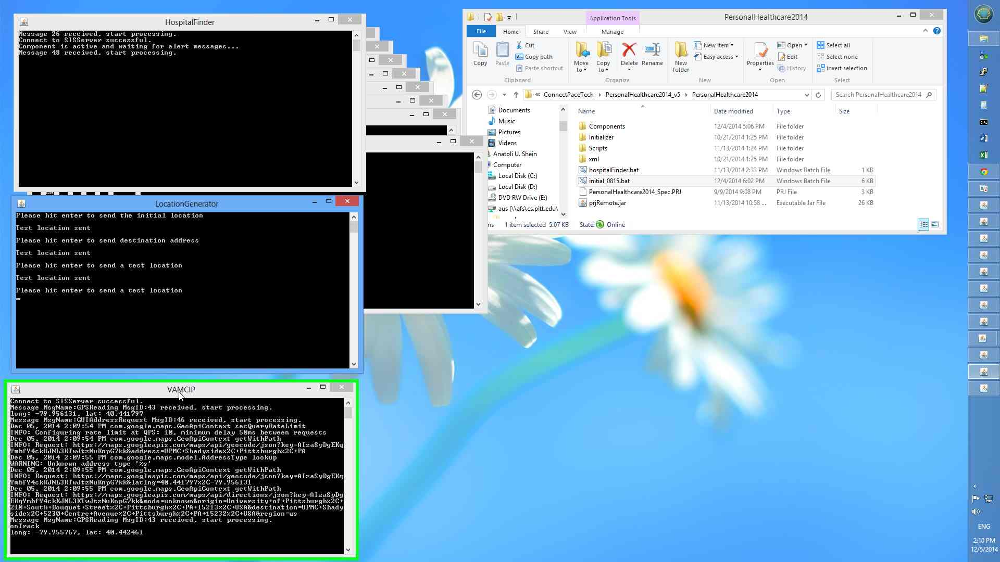 HospitalFinder
Message 26 received, start processing.
Connect to SISServer successful.
Component is active and waiting for alert messages...
Message 48 received, start processing.
LocationGenerator
Please hit enter to send the initial location
Test location sent
Please hit enter to send destination address
Test location sent
Please hit enter to send a test location
Test location sent
Please hit enter to send a test location
VAMCIP
Connect to SISServer successful.
Message MsgName:GPSReading MsgID:43 received, start processing.
long: -79.956131, lat: 40.441797
Message MsgName:GUIAddressRequest MsgID:46 received, start processing.
Dec 05, 2014 2:09:54 PM com.google.maps.GeoApiContext setQueryRateLimit
INFO: Configuring rate limit at QPS: 10, minimum delay 50ms between requests
Dec 05, 2014 2:09:54 PM com.google.maps.GeoApiContext getWithPath
INFO: Request: https://maps.googleapis.com/maps/api/geocode/json?key=AIzaSyDgEKq
YmbfY4ckKJNL3KTwJtzNuKnpG7kk&address=UPMC+Shadyside%2C+Pittsburgh%2C+PA
Dec 05, 2014 2:09:55 PM com.google.maps.model.AddressType lookup
WARNING: Unknown address type '%s'
Dec 05, 2014 2:09:55 PM com.google.maps.GeoApiContext getWithPath
INFO: Request: https://maps.googleapis.com/maps/api/geocode/json?key=AIzaSyDgEKq
YmbfY4ckKJNL3KTwJtzNuKnpG7kk&latlng=40.441797%2C-79.956131
Dec 05, 2014 2:09:55 PM com.google.maps.GeoApiContext getWithPath
INFO: Request: https://maps.googleapis.com/maps/api/directions/json?key=AIzaSyDg
EKqYmbfY4ckKJNL3KTwJtzNuKnpG7kk&mode=unknown&origin=University+of+Pittsburgh%2C+
210+South+Bouquet+Street%2C+Pittsburgh%2C+PA+15213%2C+USA&destination=UPMC+Shady
side%2C+5230+Centre+Avenue%2C+Pittsburgh%2C+PA+15232%2C+USA&region=us
Message MsgName:GPSReading MsgID:43 received, start processing.
onTrack
long: -79.955767, lat: 40.442461
Application Tools
PersonalHealthcare2014
File Home Share View Manage
Copy
Paste
Cut
Copy path
Paste shortcut
Clipboard
Move to
Copy to
Delete
Rename
Organize
New folder
New item
Easy access
New
Properties
Open
Edit
History
Open
Select all
Select none
Invert selection
Select
« ConnectPaceTech PersonalHealthcare2014_v5 PersonalHealthcare2014
Search PersonalHealthcare2014
Documents
Music
Pictures
Videos
Anatoli U. Shein
Computer
Local Disk (C:)
Local Disk (D:)
DVD RW Drive (E:)
aus (\\afs\cs.pitt.edu\
Name Date modified Type Size
Components 12/4/2014 5:06 PM File folder
Initializer 10/21/2014 1:25 PM File folder
Scripts 11/13/2014 1:24 PM File folder
xml 10/21/2014 1:25 PM File folder
hospitalFinder.bat 11/13/2014 2:33 PM Windows Batch File 1 KB
initial_0815.bat 12/4/2014 6:02 PM Windows Batch File 6 KB
PersonalHealthcare2014_Spec.PRJ 9/9/2014 9:08 PM PRJ File 3 KB
prjRemote.jar 11/13/2014 10:58 ... Executable Jar File 26 KB
ns 1 item selected 5.07 KB State: Online
ENG
2:10 PM
12/5/2014